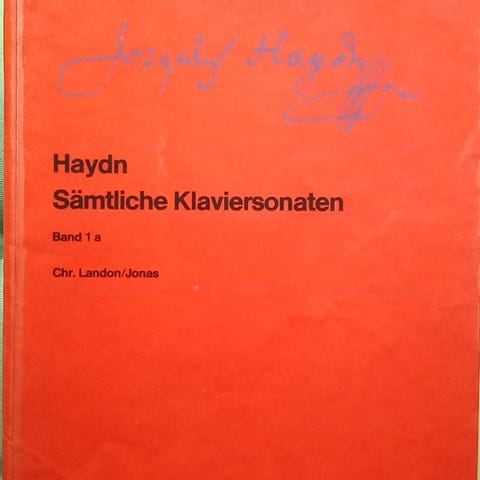 Joseph Haydn
Haydn
Sämtliche Klaviersonaten
Band 1 a
Chr. Landon/Jonas